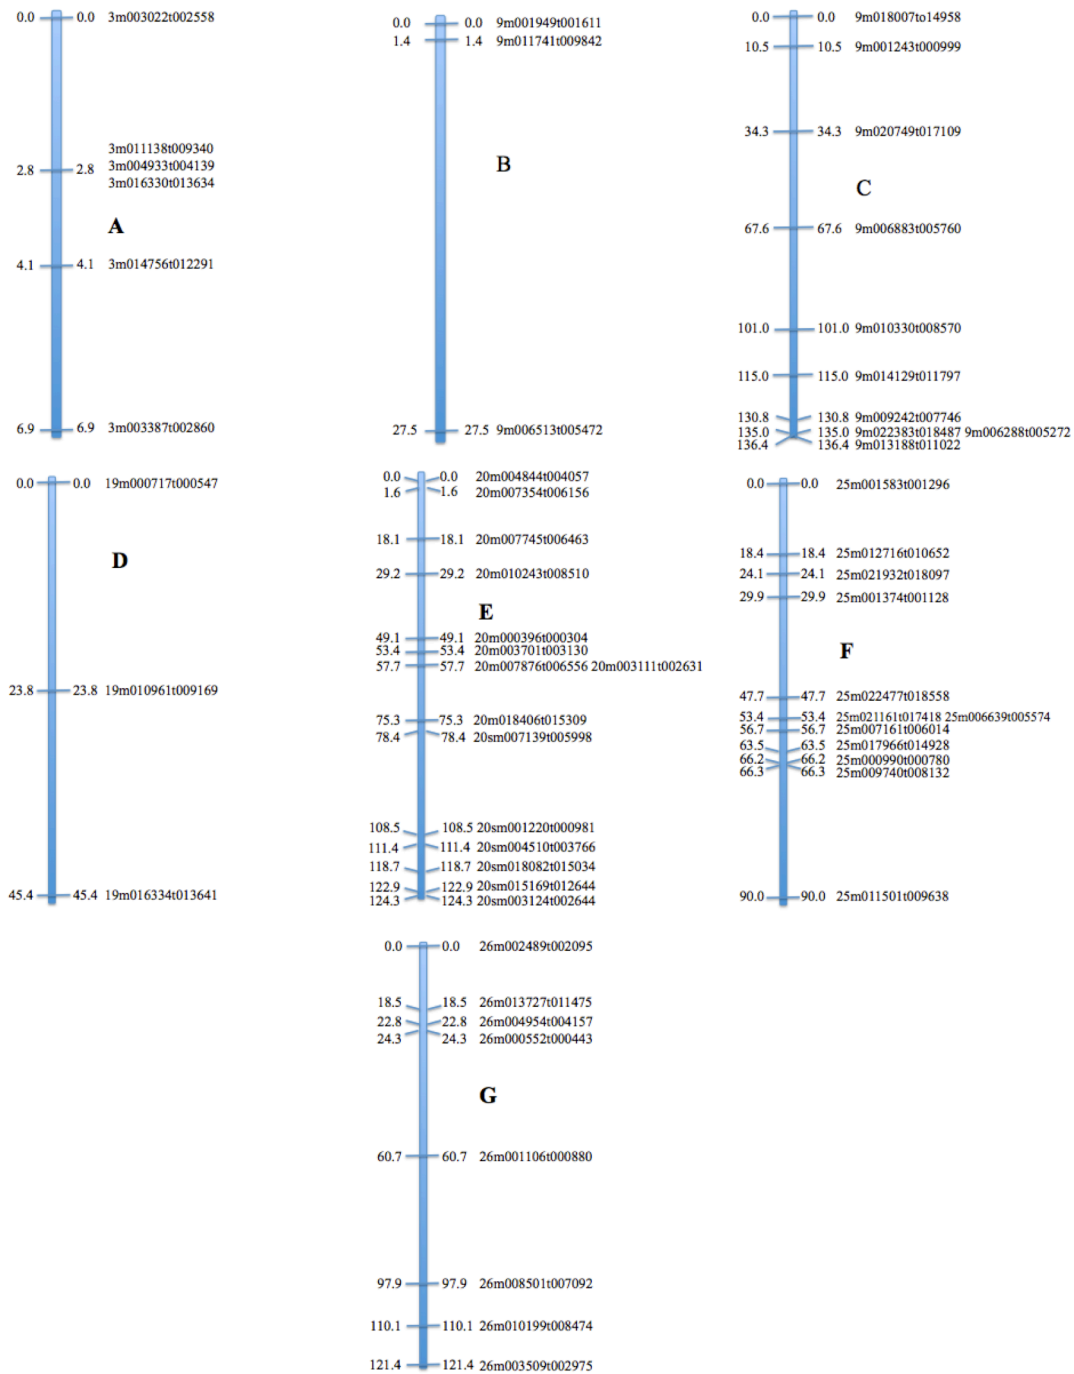 0.0 0.0 3m003022t002558
3m011138t009340
2.8 2.8 3m004933t004139
3m016330t013634
A
4.1 4.1 3m014756t012291
6.9 6.9 3m003387t002860
0.0 0.0 9m001949t001611
1.4 1.4 9m011741t009842
B
27.5 27.5 9m006513t005472
0.0 0.0 9m018007to14958
10.5 10.5 9m001243t000999
34.3 34.3 9m020749t017109
C
67.6 67.6 9m006883t005760
101.0 101.0 9m010330t008570
115.0 115.0 9m014129t011797
130.8 130.8 9m009242t007746
135.0 135.0 9m022383t018487 9m006288t005272
136.4 136.4 9m013188t011022
0.0 0.0 19m000717t000547
D
23.8 23.8 19m010961t009169
45.4 45.4 19m016334t013641
0.0 0.0 20m004844t004057
1.6 1.6 20m007354t006156
18.1 18.1 20m007745t006463
29.2 29.2 20m010243t008510
E
49.1 49.1 20m000396t000304
53.4 53.4 20m003701t003130
57.7 57.7 20m007876t006556 20m003111t002631
75.3 75.3 20m018406t015309
78.4 78.4 20sm007139t005998
108.5 108.5 20sm001220t000981
111.4 111.4 20sm004510t003766
118.7 118.7 20sm018082t015034
122.9 122.9 20sm015169t012644
124.3 124.3 20sm003124t002644
0.0 0.0 25m001583t001296
18.4 18.4 25m012716t010652
24.1 24.1 25m021932t018097
29.9 29.9 25m001374t001128
F
47.7 47.7 25m022477t018558
53.4 53.4 25m021161t017418 25m006639t005574
56.7 56.7 25m007161t006014
63.5 63.5 25m017966t014928
66.2 66.2 25m000990t000780
66.3 66.3 25m009740t008132
90.0 90.0 25m011501t009638
0.0 0.0 26m002489t002095
18.5 18.5 26m013727t011475
22.8 22.8 26m004954t004157
24.3 24.3 26m000552t000443
G
60.7 60.7 26m001106t000880
97.9 97.9 26m008501t007092
110.1 110.1 26m010199t008474
121.4 121.4 26m003509t002975